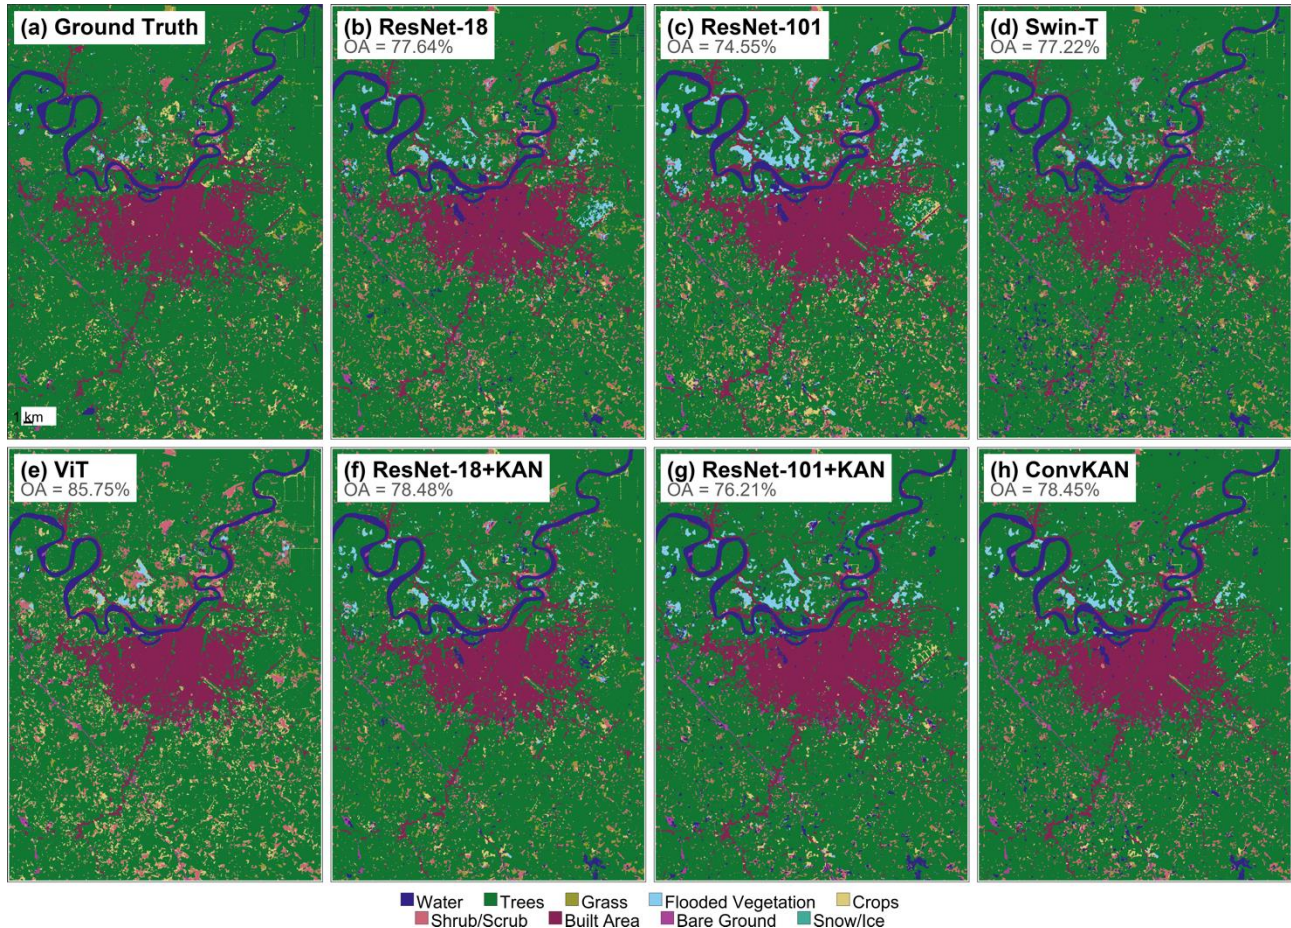 (a) Ground Truth
(b) ResNet-18
OA = 77.64%
(c) ResNet-101
OA = 74.55%
(d) Swin-T
OA = 77.22%
1 km
(e) ViT
OA = 85.75%
(f) ResNet-18+KAN
OA = 78.48%
(g) ResNet-101+KAN
OA = 76.21%
(h) ConvKAN
OA = 78.45%
Water Trees Grass Flooded Vegetation Crops
Shrub/Scrub Built Area Bare Ground Snow/Ice